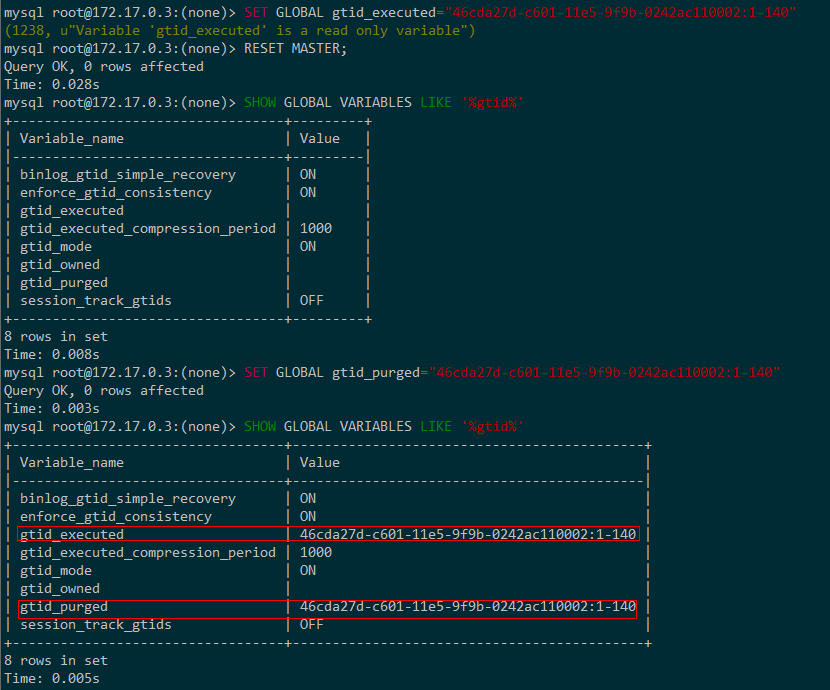 mysql root@172.17.0.3:(none)> SET GLOBAL gtid_executed="46cda27d-c601-11e5-9f9b-0242ac110002:1-140"
(1238, u"Variable 'gtid_executed' is a read only variable")
mysql root@172.17.0.3:(none)> RESET MASTER;
Query OK, 0 rows affected
Time: 0.028s
mysql root@172.17.0.3:(none)> SHOW GLOBAL VARIABLES LIKE '%gtid%'
+----------------------------------+---------+
| Variable_name                    | Value   |
|----------------------------------+---------|
| binlog_gtid_simple_recovery      | ON      |
| enforce_gtid_consistency         | ON      |
| gtid_executed                    |         |
| gtid_executed_compression_period | 1000    |
| gtid_mode                        | ON      |
| gtid_owned                       |         |
| gtid_purged                      |         |
| session_track_gtids              | OFF     |
+----------------------------------+---------+
8 rows in set
Time: 0.008s
mysql root@172.17.0.3:(none)> SET GLOBAL gtid_purged="46cda27d-c601-11e5-9f9b-0242ac110002:1-140"
Query OK, 0 rows affected
Time: 0.003s
mysql root@172.17.0.3:(none)> SHOW GLOBAL VARIABLES LIKE '%gtid%'
+----------------------------------+--------------------------------------------+
| Variable_name                    | Value                                      |
|----------------------------------+--------------------------------------------|
| binlog_gtid_simple_recovery      | ON                                         |
| enforce_gtid_consistency         | ON                                         |
| gtid_executed                    | 46cda27d-c601-11e5-9f9b-0242ac110002:1-140 |
| gtid_executed_compression_period | 1000                                       |
| gtid_mode                        | ON                                         |
| gtid_owned                       |                                            |
| gtid_purged                      | 46cda27d-c601-11e5-9f9b-0242ac110002:1-140 |
| session_track_gtids              | OFF                                        |
+----------------------------------+--------------------------------------------+
8 rows in set
Time: 0.005s